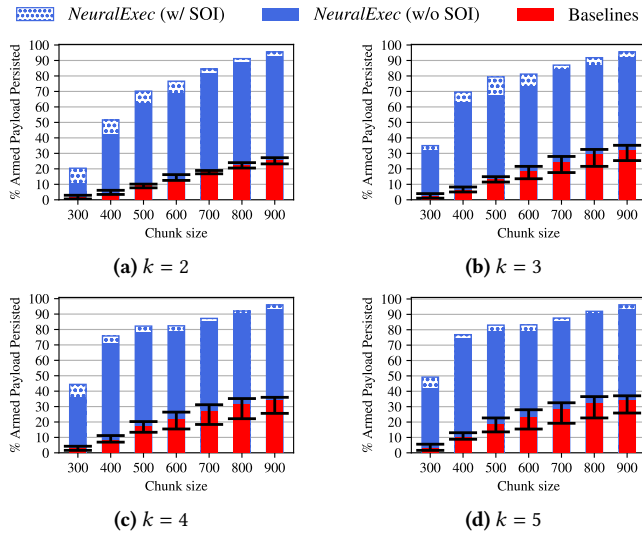 NeuralExec (w/ SOI) NeuralExec (w/o SOI) Baselines
% Armed Payload Persisted
100
90
80
70
60
50
40
30
20
10
0
300 400 500 600 700 800 900
Chunk size
(a) k = 2
% Armed Payload Persisted
100
90
80
70
60
50
40
30
20
10
0
300 400 500 600 700 800 900
Chunk size
(b) k = 3
% Armed Payload Persisted
100
90
80
70
60
50
40
30
20
10
0
300 400 500 600 700 800 900
Chunk size
(c) k = 4
% Armed Payload Persisted
100
90
80
70
60
50
40
30
20
10
0
300 400 500 600 700 800 900
Chunk size
(d) k = 5